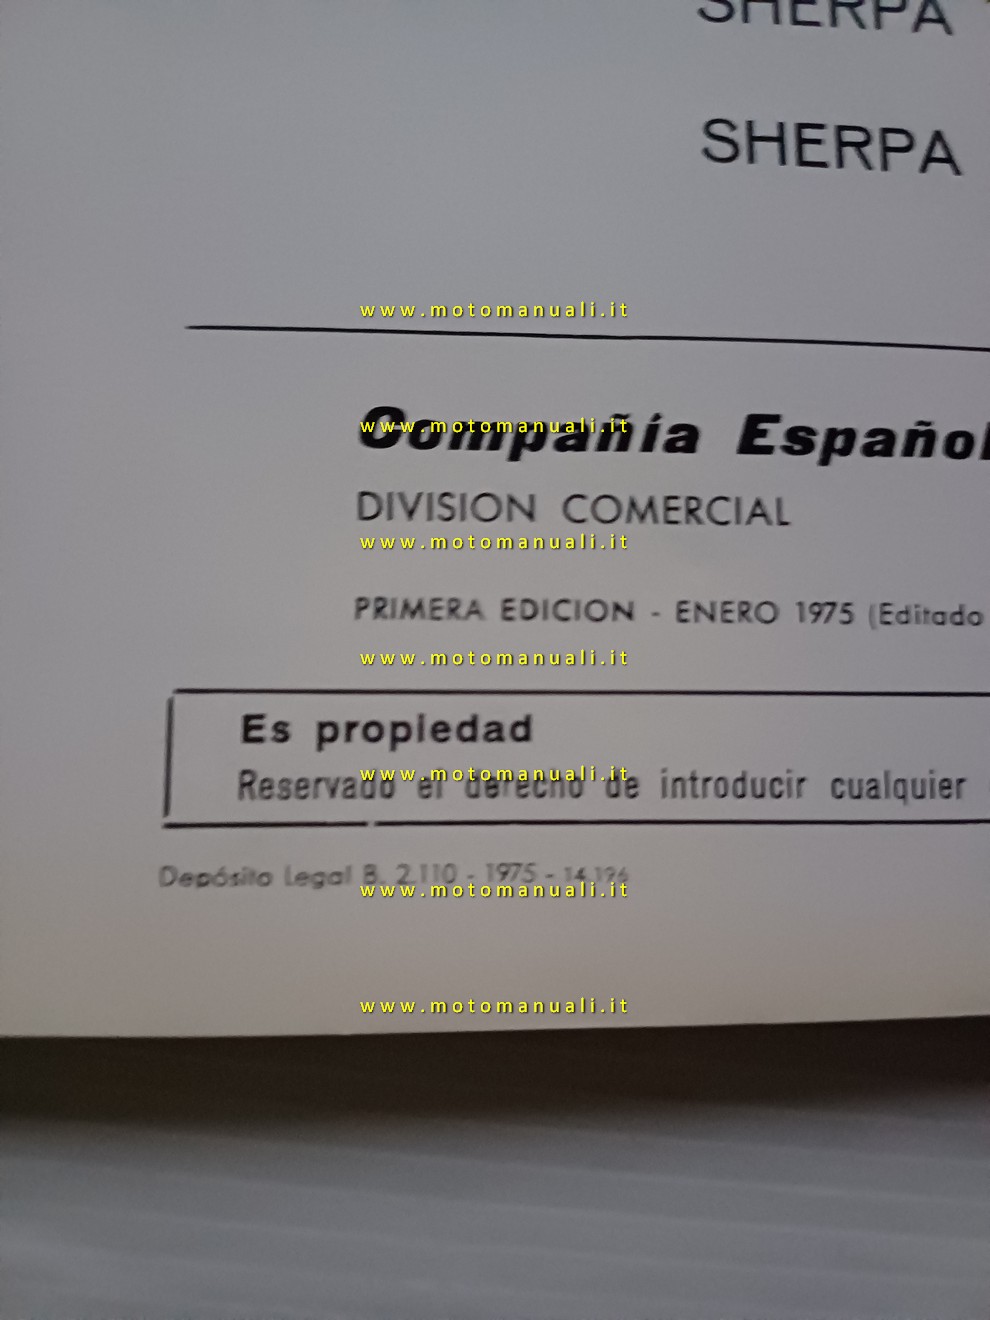 SHERPA
SHERPA
www.motomanuali.it
Compañía Español
www.motomanuali.it
DIVISION COMERCIAL
www.motomanuali.it
PRIMERA EDICION - ENERO 1975 (Editado
www.motomanuali.it
Es propiedad
www.motomanuali.it
Reservado el derecho de introducir cualquier
Depósito Legal B. 2.110 - 1975 - 14.196
www.motomanuali.it
www.motomanuali.it